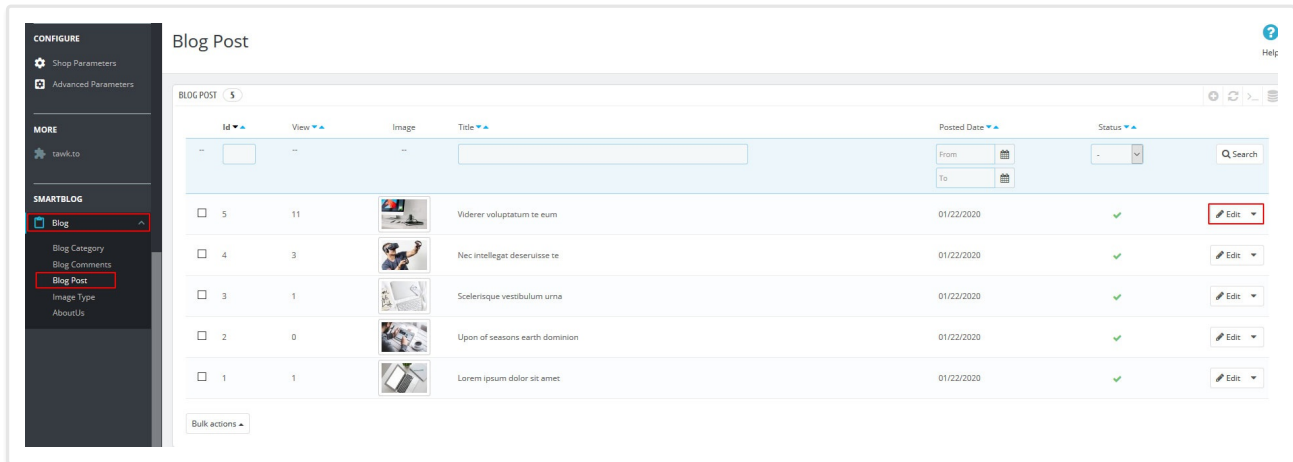 CONFIGURE
Shop Parameters
Advanced Parameters
MORE
tawk.to
SMARTBLOG
Blog
Blog Category
Blog Comments
Blog Post
Image Type
AboutUs
Blog Post
Help
BLOG POST 5
Id View Image Title Posted Date Status
-- -- -- From - Search
To
5 11 Viderer voluptatum te eum 01/22/2020 Edit
4 3 Nec intellegat deseruisse te 01/22/2020 Edit
3 1 Scelerisque vestibulum urna 01/22/2020 Edit
2 0 Upon of seasons earth dominion 01/22/2020 Edit
1 1 Lorem ipsum dolor sit amet 01/22/2020 Edit
Bulk actions